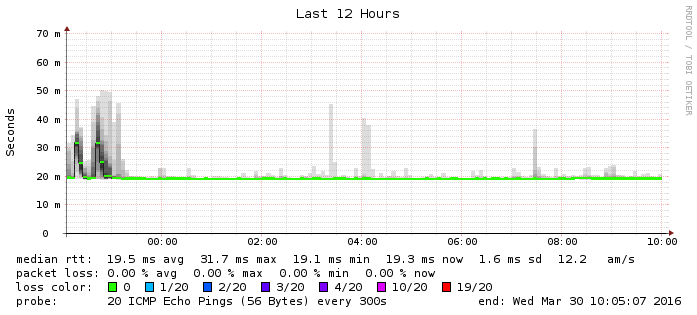 Last 12 Hours
RRDTOOL / TOBI OETIKER
Seconds
70 m
60 m
50 m
40 m
30 m
20 m
10 m
0
00:00 02:00 04:00 06:00 08:00 10:00
median rtt: 19.5 ms avg 31.7 ms max 19.1 ms min 19.3 ms now 1.6 ms sd 12.2 am/s
packet loss: 0.00 % avg 0.00 % max 0.00 % min 0.00 % now
loss color: 0 1/20 2/20 3/20 4/20 10/20 19/20
probe: 20 ICMP Echo Pings (56 Bytes) every 300s end: Wed Mar 30 10:05:07 2016